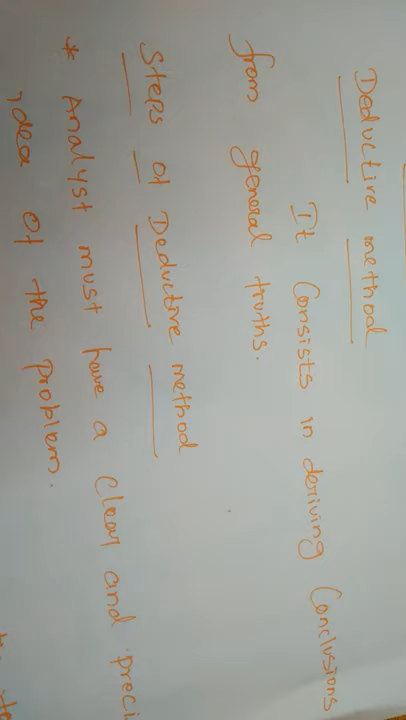 Deductive method
It Consists in deriving Conclusions
from general truths.
Steps of Deductive method
* Analyst must have a clear and preci
idea of the problem.